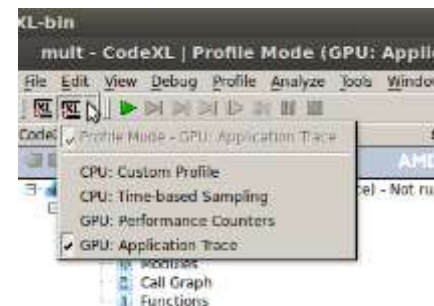 XL-bin
mult - CodeXL | Profile Mode (GPU: Applic
File Edit View Debug Profile Analyze Tools Window
Code
Profile Mode - GPU: Application Trace
AMD
CPU: Custom Profile
CPU: Time-based Sampling
ce) - Not ru
GPU: Performance Counters
GPU: Application Trace
Modules
Call Graph
Functions